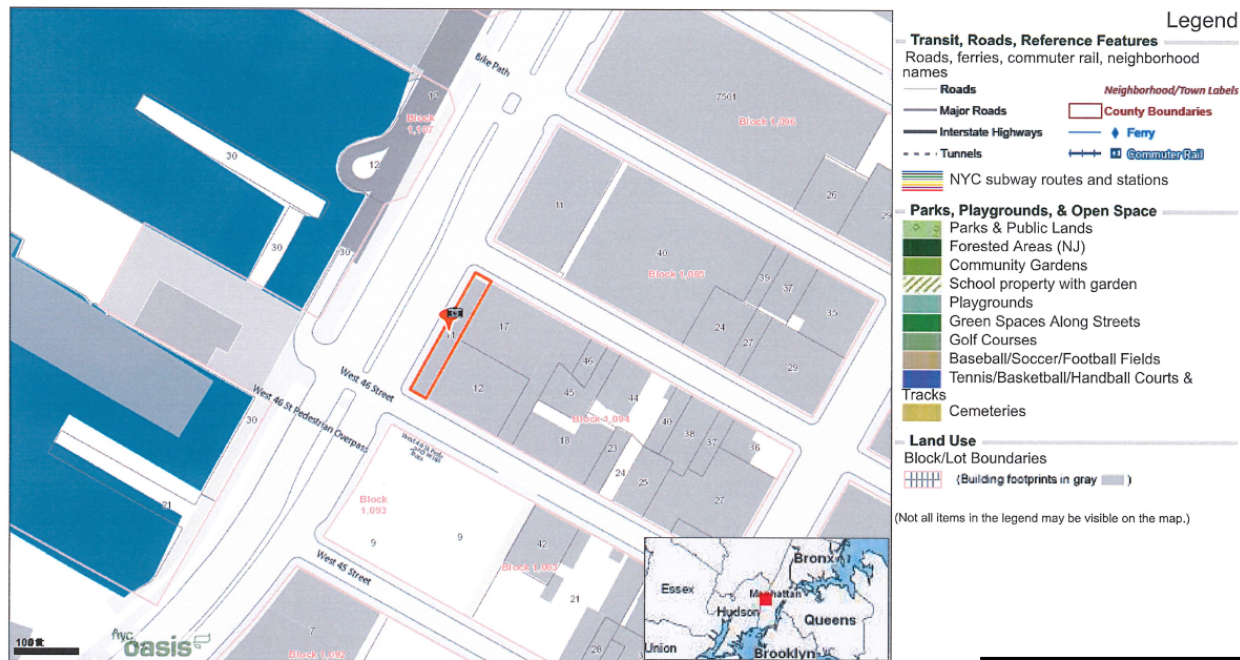 Legend
Transit, Roads, Reference Features
Roads, ferries, commuter rail, neighborhood
names
Roads
Neighborhood/Town Labels
Major Roads
County Boundaries
Interstate Highways
Ferry
Tunnels
Commuter Rail
NYC subway routes and stations
Parks, Playgrounds, & Open Space
Parks & Public Lands
Forested Areas (NJ)
Community Gardens
School property with garden
Playgrounds
Green Spaces Along Streets
Golf Courses
Baseball/Soccer/Football Fields
Tennis/Basketball/Handball Courts &
Tracks
Cemeteries
Land Use
Block/Lot Boundaries
(Building footprints in gray )
(Not all items in the legend may be visible on the map.)
Bike Path
7501
Block 1,096
26
29
Block
1,107
12
30
30
30
11
40
Block 1,095
39
37
35
24
27
29
17
12
46
45
44
Block 1,094
18
23
24
25
40
38
37
36
27
West 46 Street
West 46 St Pedestrian Overpass
30
21
Block
1,093
9
9
42
21
West 45 Street
7
Block 1,092
28
100 ft
nyc
oasis
Bronx
Essex
Manhattan
Hudson
Queens
Union
Brooklyn